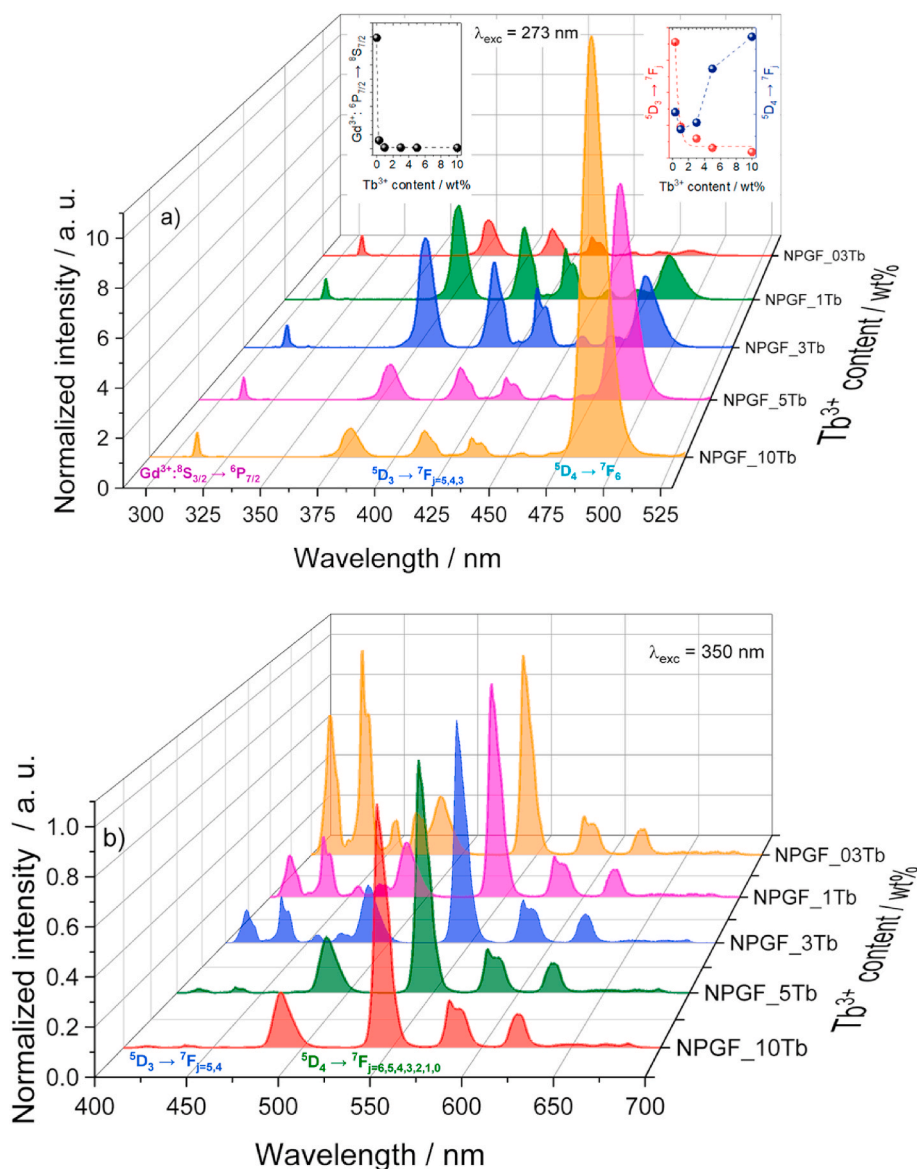 λexc = 273 nm
Gd³⁺: ⁶P7/2 → ⁸S7/2
0 2 4 6 8 10
Tb³⁺ content / wt%
⁵D3 → ⁷Fj
⁵D4 → ⁷Fj
0 2 4 6 8 10
Tb³⁺ content / wt%
a)
Normalized intensity / a. u.
10
8
6
4
2
0
NPGF_03Tb
NPGF_1Tb
NPGF_3Tb
NPGF_5Tb
NPGF_10Tb
Tb³⁺ content / wt%
Gd³⁺:⁸S3/2 → ⁶P7/2
⁵D3 → ⁷Fj=5,4,3
⁵D4 → ⁷F6
300 325 350 375 400 425 450 475 500 525
Wavelength / nm
λexc = 350 nm
b)
Normalized intensity / a. u.
1.0
0.8
0.6
0.4
0.2
0.0
NPGF_03Tb
NPGF_1Tb
NPGF_3Tb
NPGF_5Tb
NPGF_10Tb
Tb³⁺ content / wt%
⁵D3 → ⁷Fj=5,4
⁵D4 → ⁷Fj=6,5,4,3,2,1,0
400 450 500 550 600 650 700
Wavelength / nm